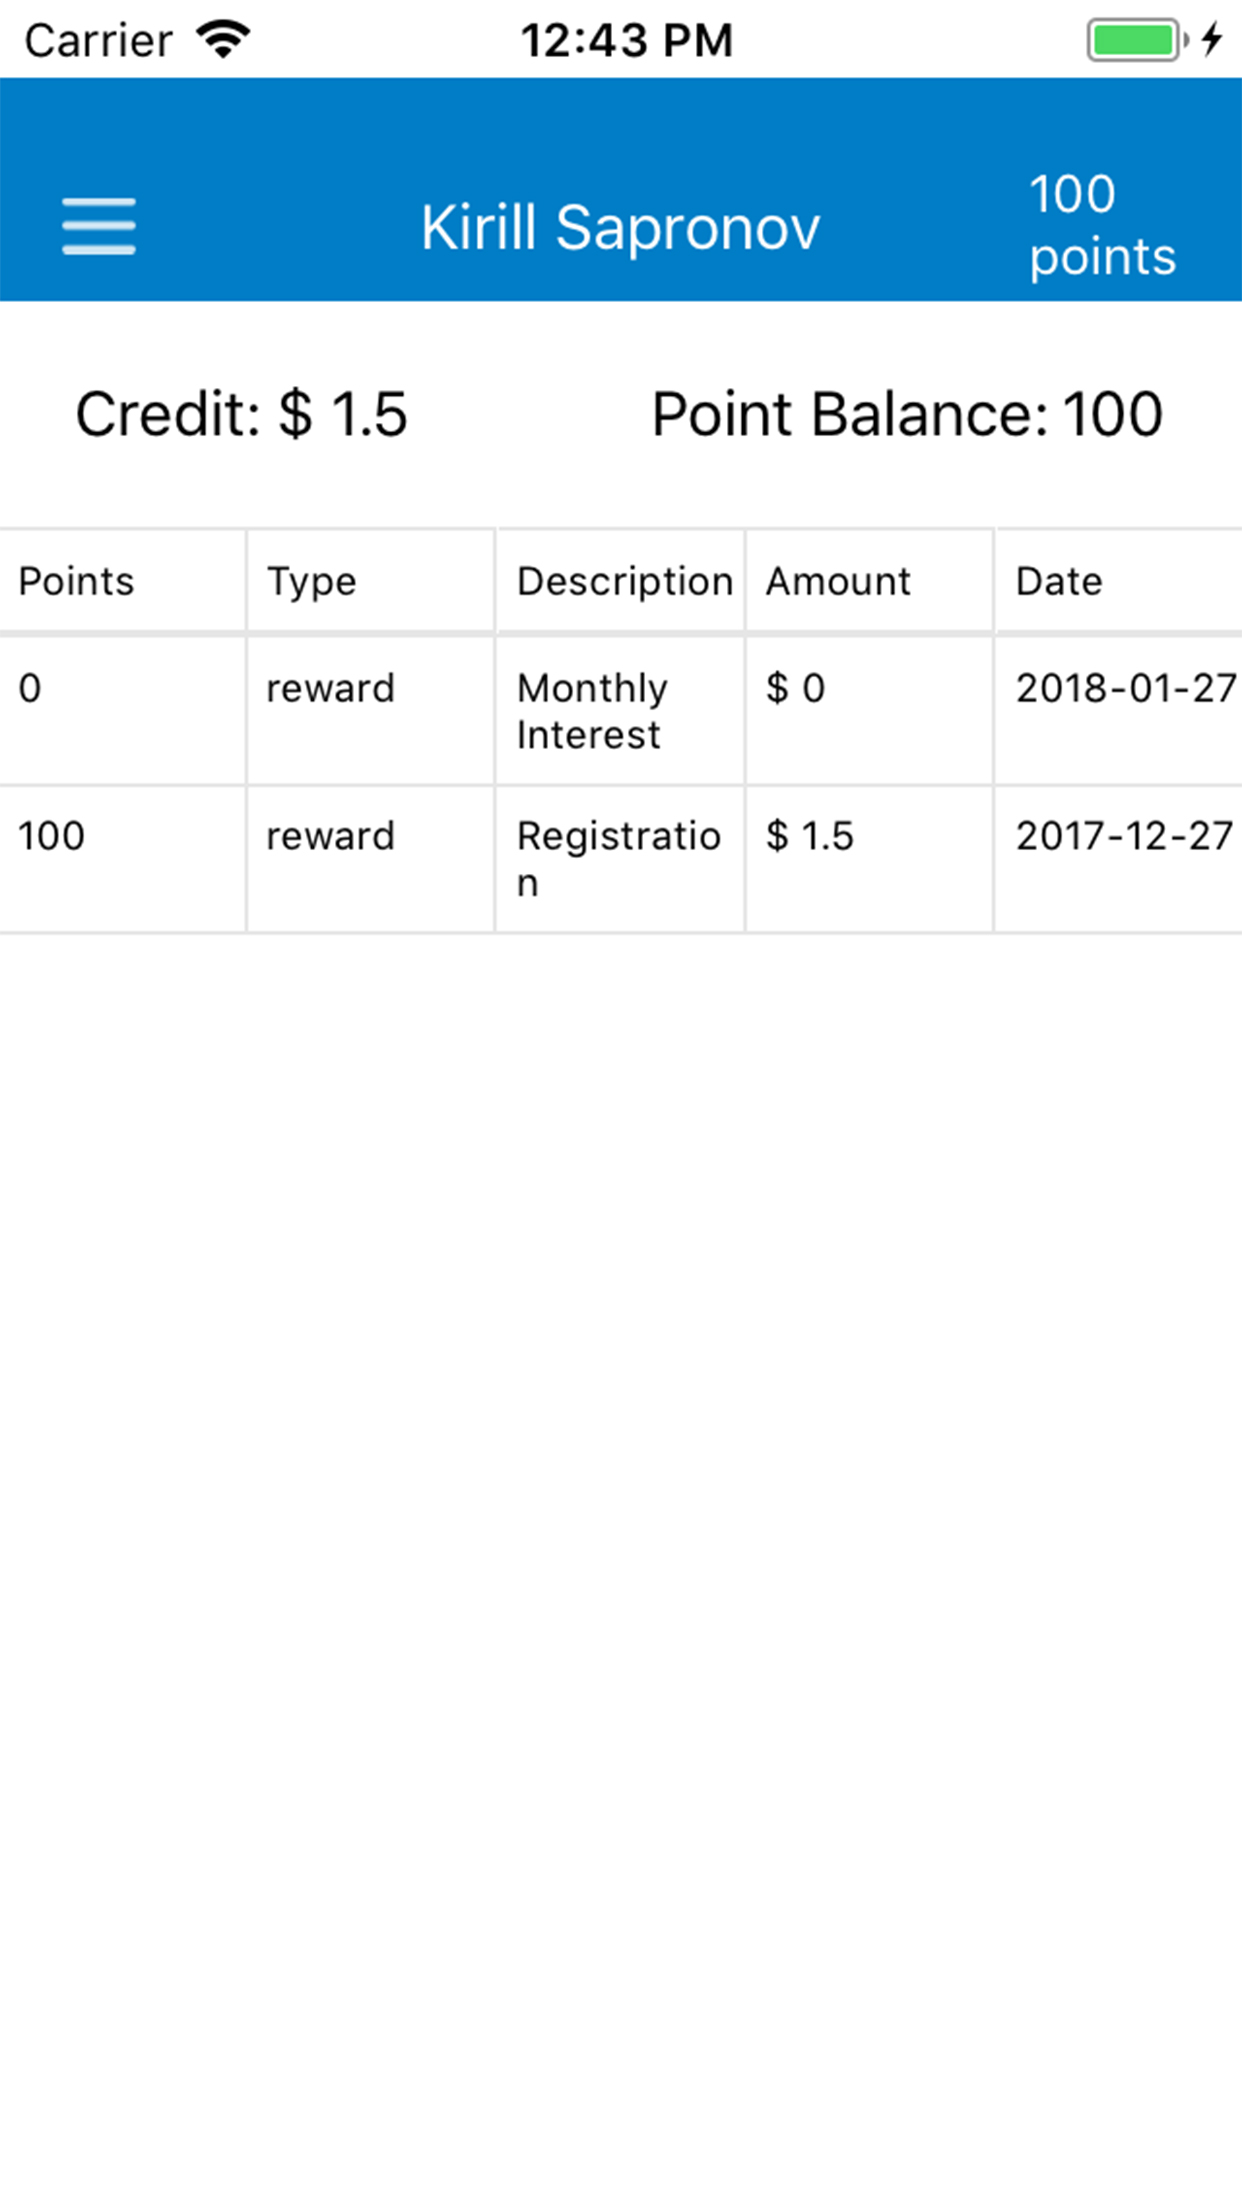 Carrier 12:43 PM
Kirill Sapronov
100
points
Credit: $ 1.5 Point Balance: 100
Points Type Description Amount Date
0 reward Monthly $ 0 2018-01-27
Interest
100 reward Registratio $ 1.5 2017-12-27
n